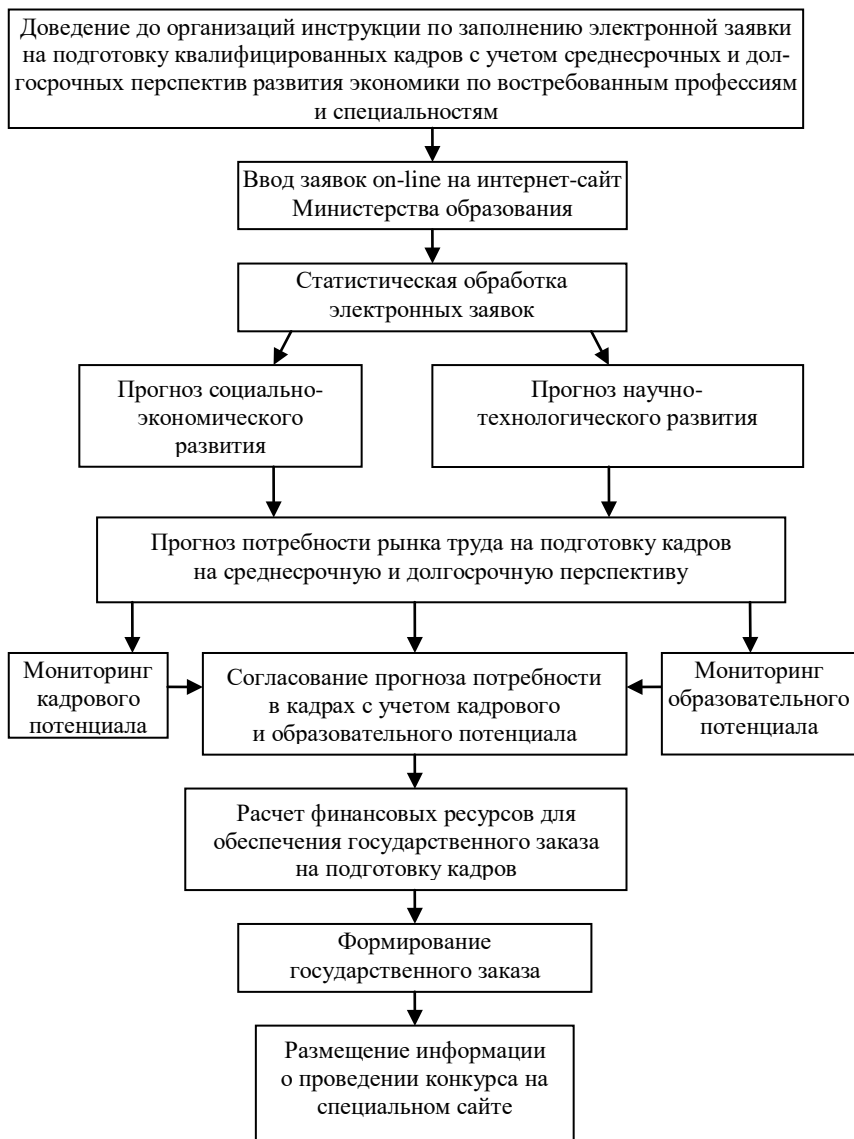 Доведение до организаций инструкции по заполнению электронной заявки
на подготовку квалифицированных кадров с учетом среднесрочных и дол-
госрочных перспектив развития экономики по востребованным профессиям
и специальностям
Ввод заявок on-line на интернет-сайт
Министерства образования
Статистическая обработка
электронных заявок
Прогноз социально-
экономического
развития
Прогноз научно-
технологического развития
Прогноз потребности рынка труда на подготовку кадров
на среднесрочную и долгосрочную перспективу
Мониторинг
кадрового
потенциала
Согласование прогноза потребности
в кадрах с учетом кадрового
и образовательного потенциала
Мониторинг
образовательного
потенциала
Расчет финансовых ресурсов для
обеспечения государственного заказа
на подготовку кадров
Формирование
государственного заказа
Размещение информации
о проведении конкурса на
специальном сайте